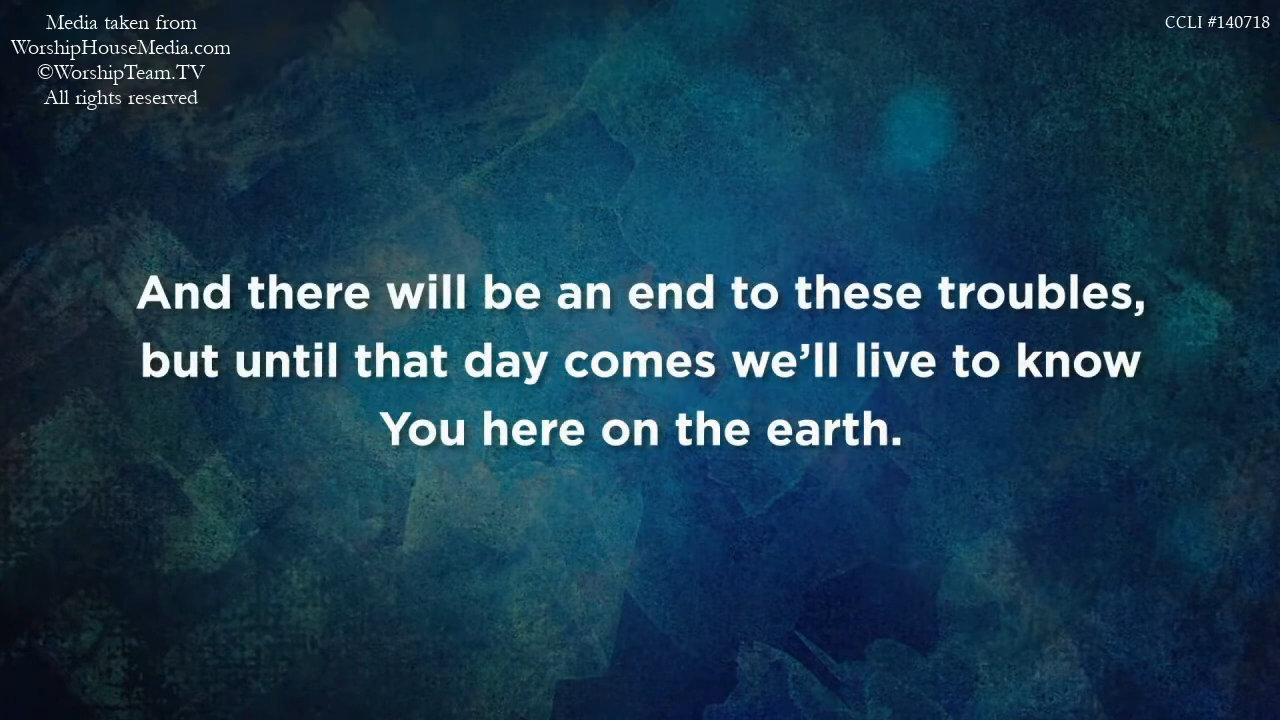 Media taken from
WorshipHouseMedia.com
©WorshipTeam.TV
All rights reserved
CCLI #140718
And there will be an end to these troubles,
but until that day comes we’ll live to know
You here on the earth.